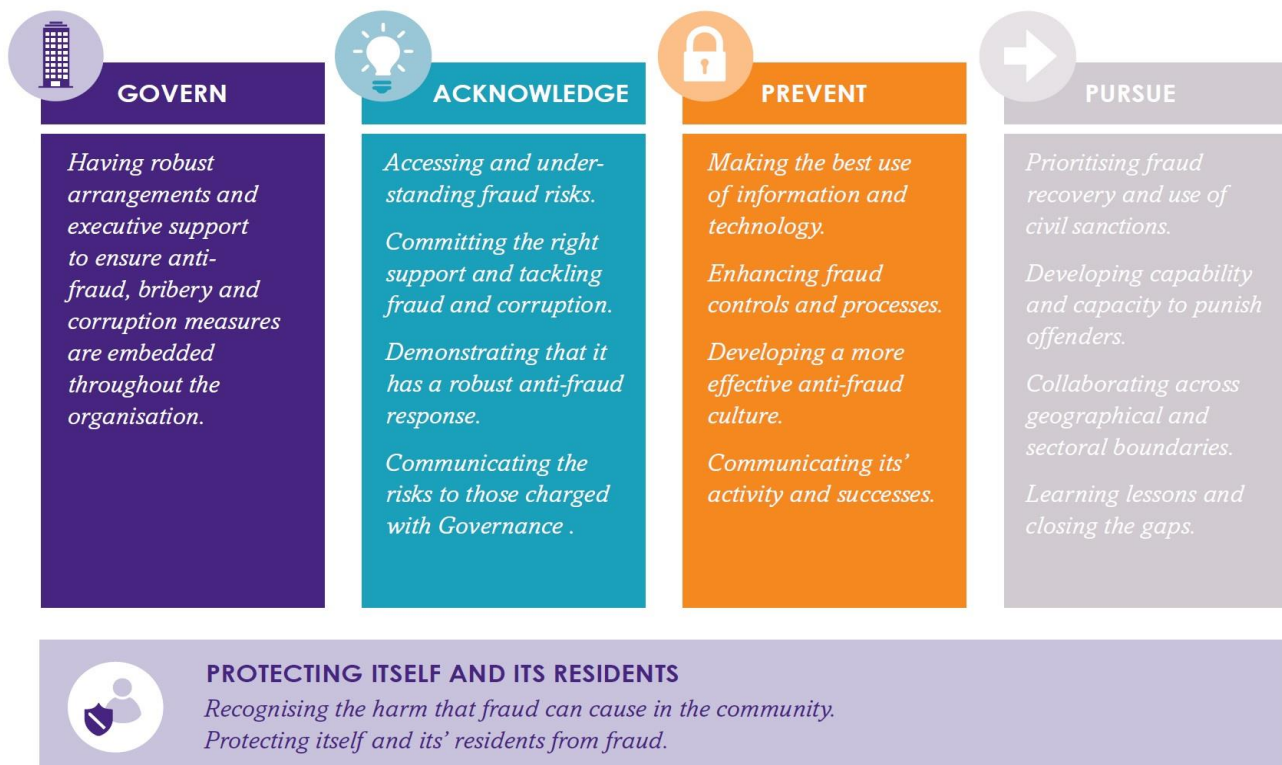 GOVERN
Having robust
arrangements and
executive support
to ensure anti-
fraud, bribery and
corruption measures
are embedded
throughout the
organisation.
ACKNOWLEDGE
Accessing and under-
standing fraud risks.
Committing the right
support and tackling
fraud and corruption.
Demonstrating that it
has a robust anti-fraud
response.
Communicating the
risks to those charged
with Governance .
PREVENT
Making the best use
of information and
technology.
Enhancing fraud
controls and processes.
Developing a more
effective anti-fraud
culture.
Communicating its’
activity and successes.
PURSUE
Prioritising fraud
recovery and use of
civil sanctions.
Developing capability
and capacity to punish
offenders.
Collaborating across
geographical and
sectoral boundaries.
Learning lessons and
closing the gaps.
PROTECTING ITSELF AND ITS RESIDENTS
Recognising the harm that fraud can cause in the community.
Protecting itself and its’ residents from fraud.